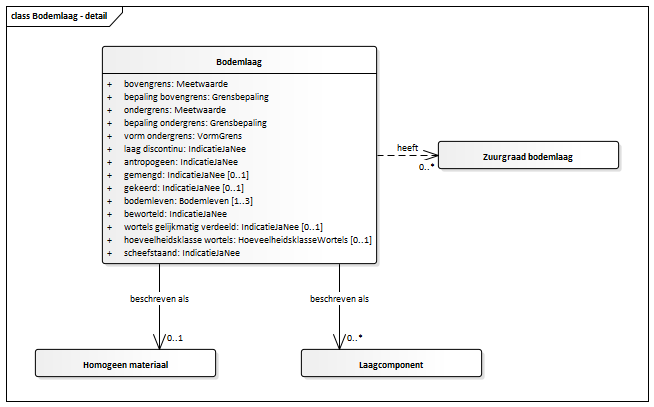 class Bodemlaag - detail
Bodemlaag
+ bovengrens: Meetwaarde
+ bepaling bovengrens: Grensbepaling
+ ondergrens: Meetwaarde
+ bepaling ondergrens: Grensbepaling
+ vorm ondergrens: VormGrens
+ laag discontinu: IndicatieJaNee
+ antropogeen: IndicatieJaNee
+ gemengd: IndicatieJaNee [0..1]
+ gekeerd: IndicatieJaNee [0..1]
+ bodemleven: Bodemleven [1..3]
+ beworteld: IndicatieJaNee
+ wortels gelijkmatig verdeeld: IndicatieJaNee [0..1]
+ hoeveelheidsklasse wortels: HoeveelheidsklasseWortels [0..1]
+ scheefstaand: IndicatieJaNee
heeft
0..*
Zuurgraad bodemlaag
beschreven als
0..1
Homogeen materiaal
beschreven als
0..*
Laagcomponent